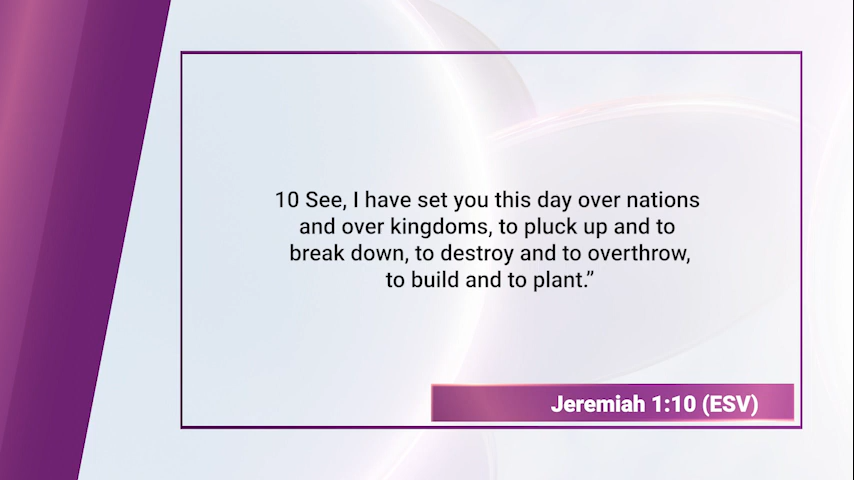 10 See, I have set you this day over nations
and over kingdoms, to pluck up and to
break down, to destroy and to overthrow,
to build and to plant.”
Jeremiah 1:10 (ESV)